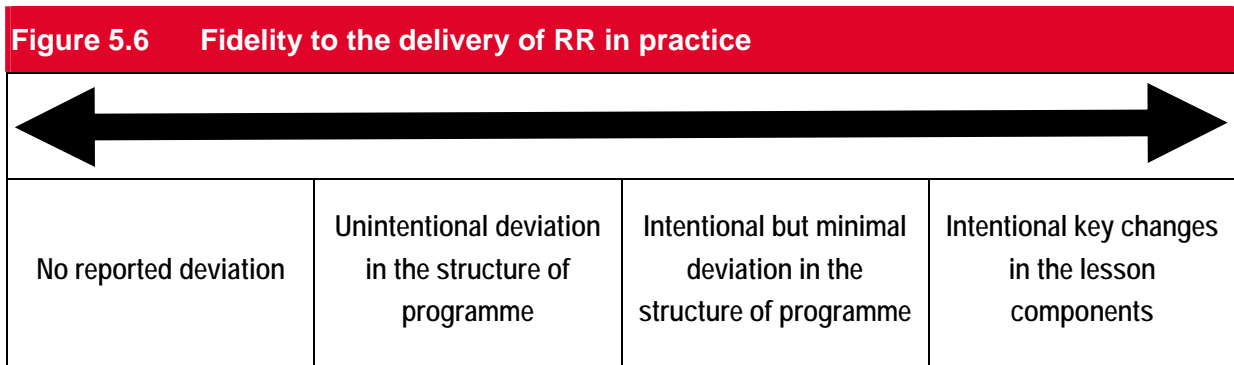 Figure 5.6 Fidelity to the delivery of RR in practice
No reported deviation
Unintentional deviation
in the structure of
programme
Intentional but minimal
deviation in the
structure of programme
Intentional key changes
in the lesson
components